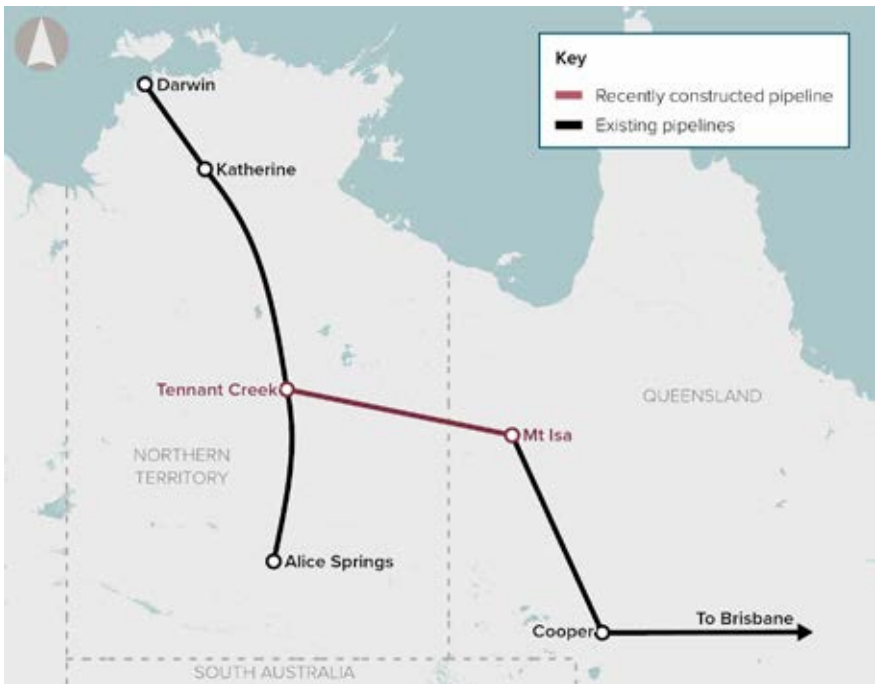 Key
Recently constructed pipeline
Existing pipelines
Darwin
Katherine
Tennant Creek
QUEENSLAND
Mt Isa
NORTHERN
TERRITORY
Alice Springs
To Brisbane
Cooper
SOUTH AUSTRALIA